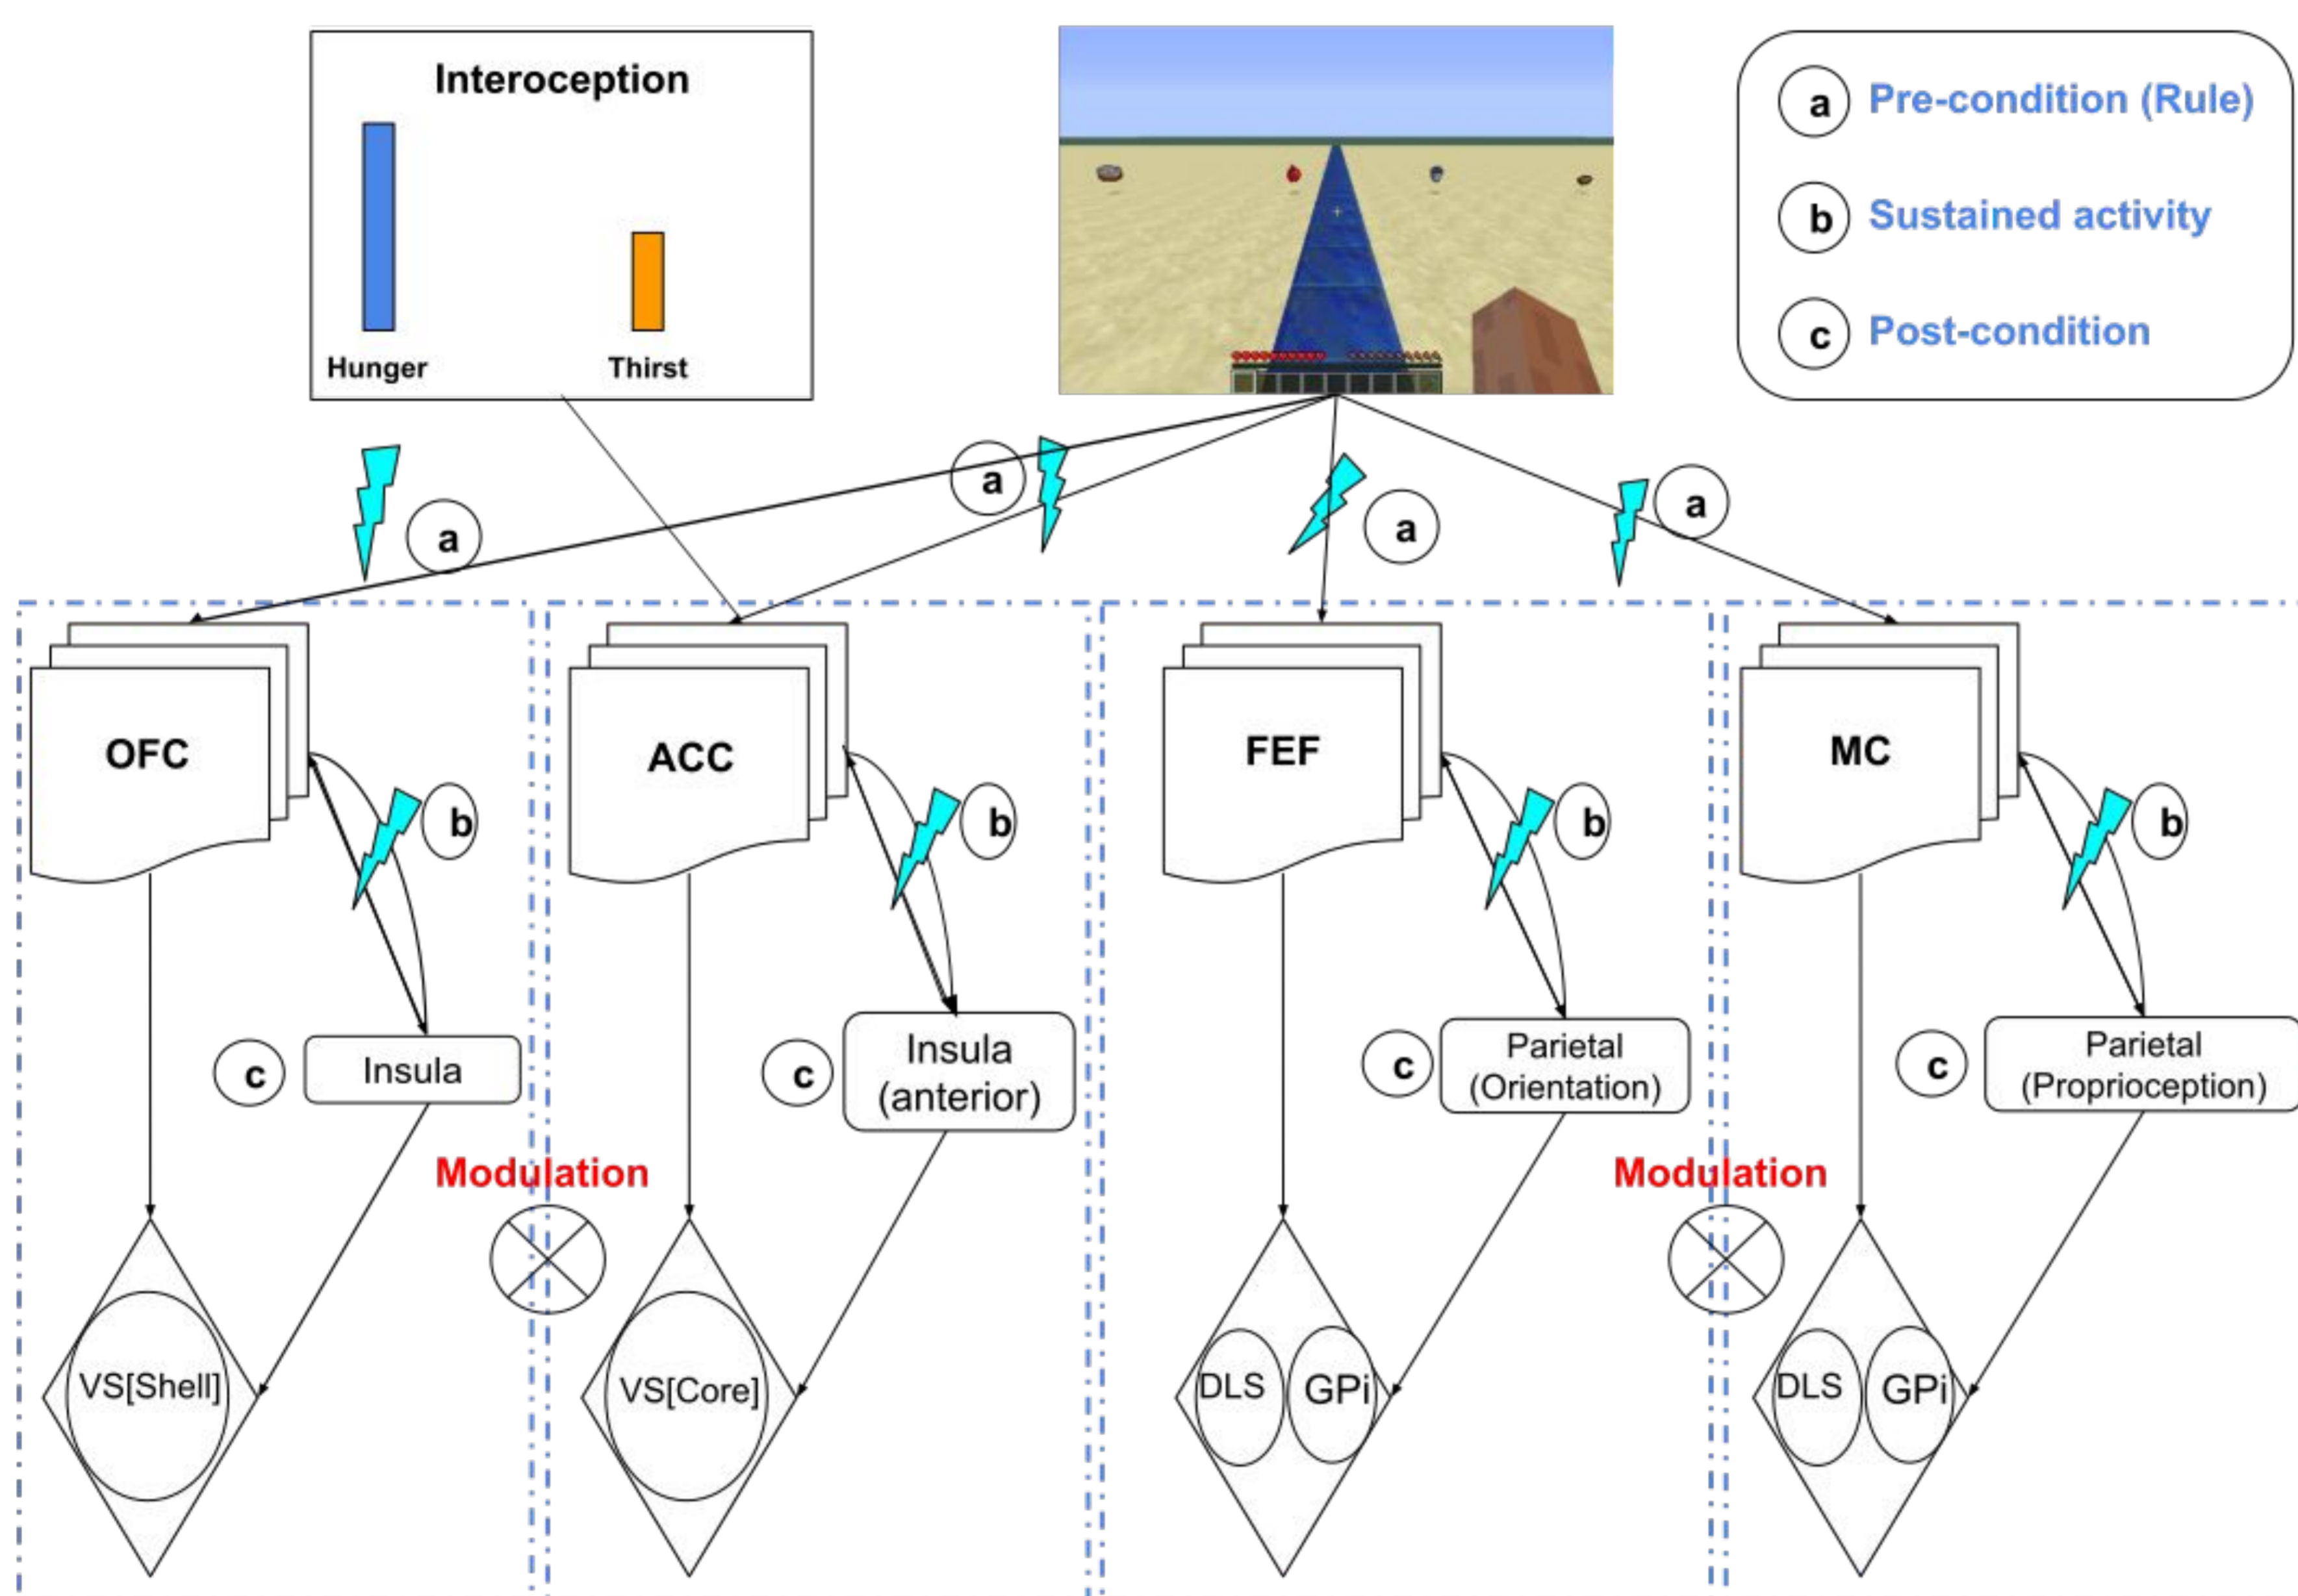 Interoception
Hunger
Thirst
a Pre-condition (Rule)
b Sustained activity
c Post-condition
a
a
a
a
OFC
ACC
FEF
MC
b
b
b
b
c
Insula
c
Insula
(anterior)
c
Parietal
(Orientation)
c
Parietal
(Proprioception)
Modulation
Modulation
VS[Shell]
VS[Core]
DLS
GPi
DLS
GPi